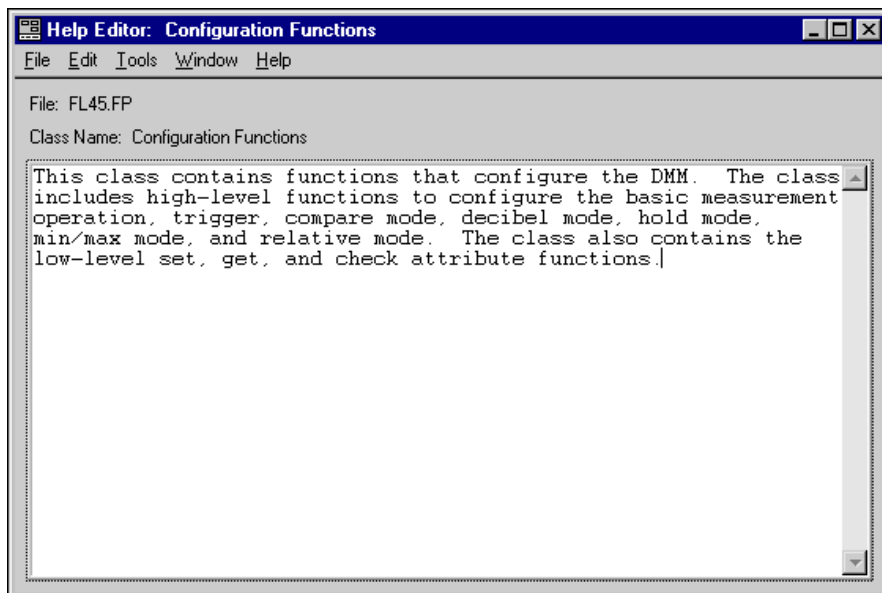 Help Editor: Configuration Functions
File Edit Tools Window Help
File: FL45.FP
Class Name: Configuration Functions
This class contains functions that configure the DMM. The class
includes high-level functions to configure the basic measurement
operation, trigger, compare mode, decibel mode, hold mode,
min/max mode, and relative mode. The class also contains the
low-level set, get, and check attribute functions.